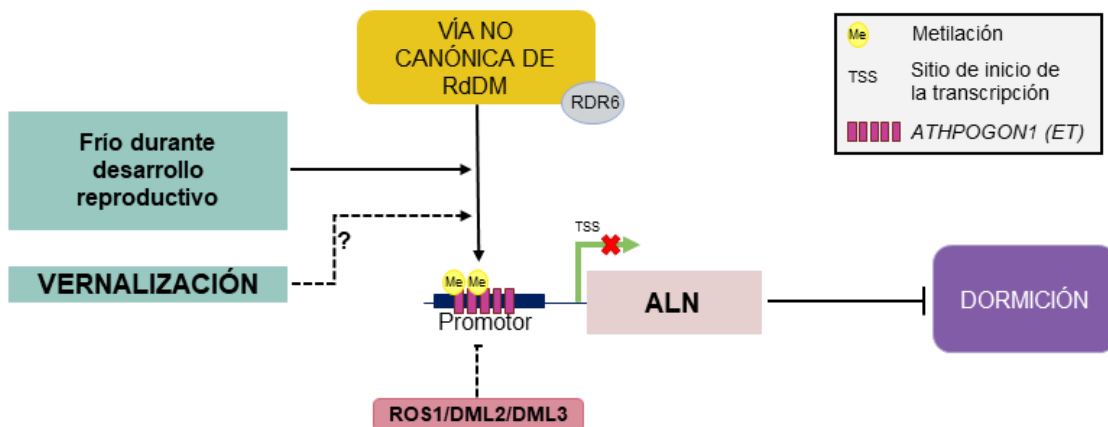 VÍA NO
CANÓNICA DE
RdDM
RDR6
Me
Metilación
TSS
Sitio de inicio de
la transcripción
ATHPOGON1 (ET)
Frío durante
desarrollo
reproductivo
?
VERNALIZACIÓN
TSS
Me
Me
Promotor
ALN
DORMICIÓN
ROS1/DML2/DML3